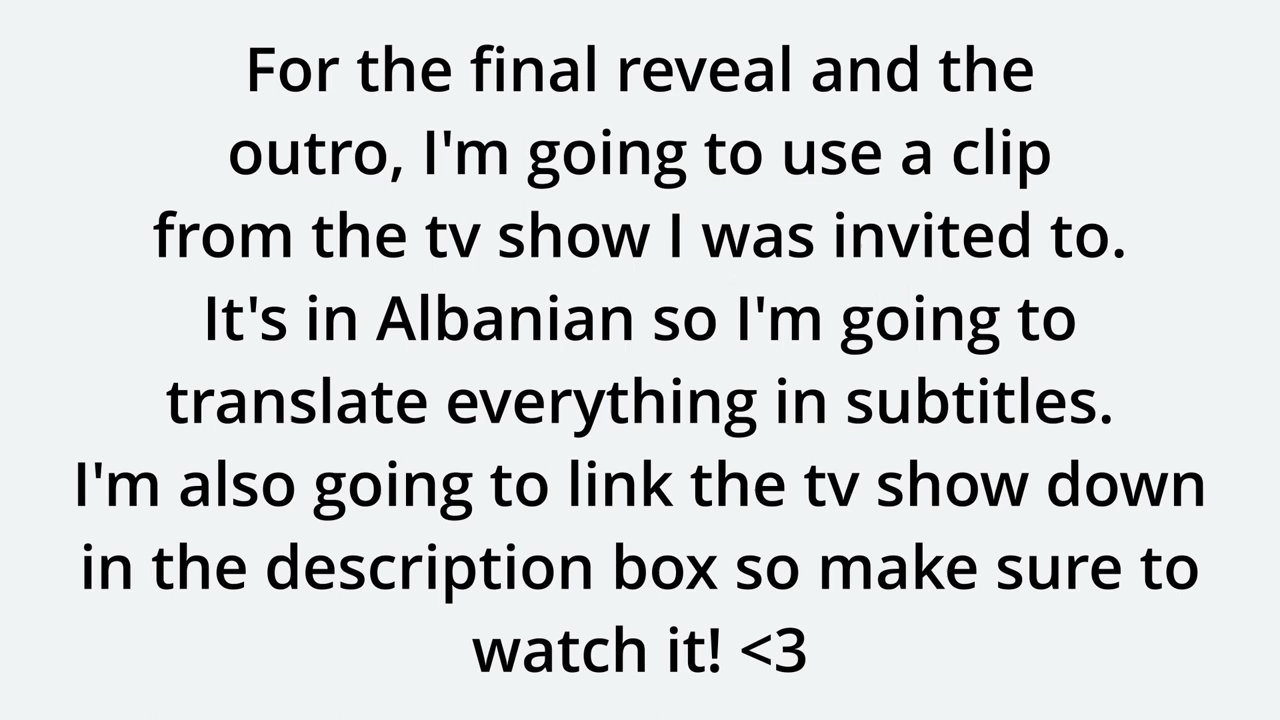 For the final reveal and the
outro, I'm going to use a clip
from the tv show I was invited to.
It's in Albanian so I'm going to
translate everything in subtitles.
I'm also going to link the tv show down
in the description box so make sure to
watch it! <3